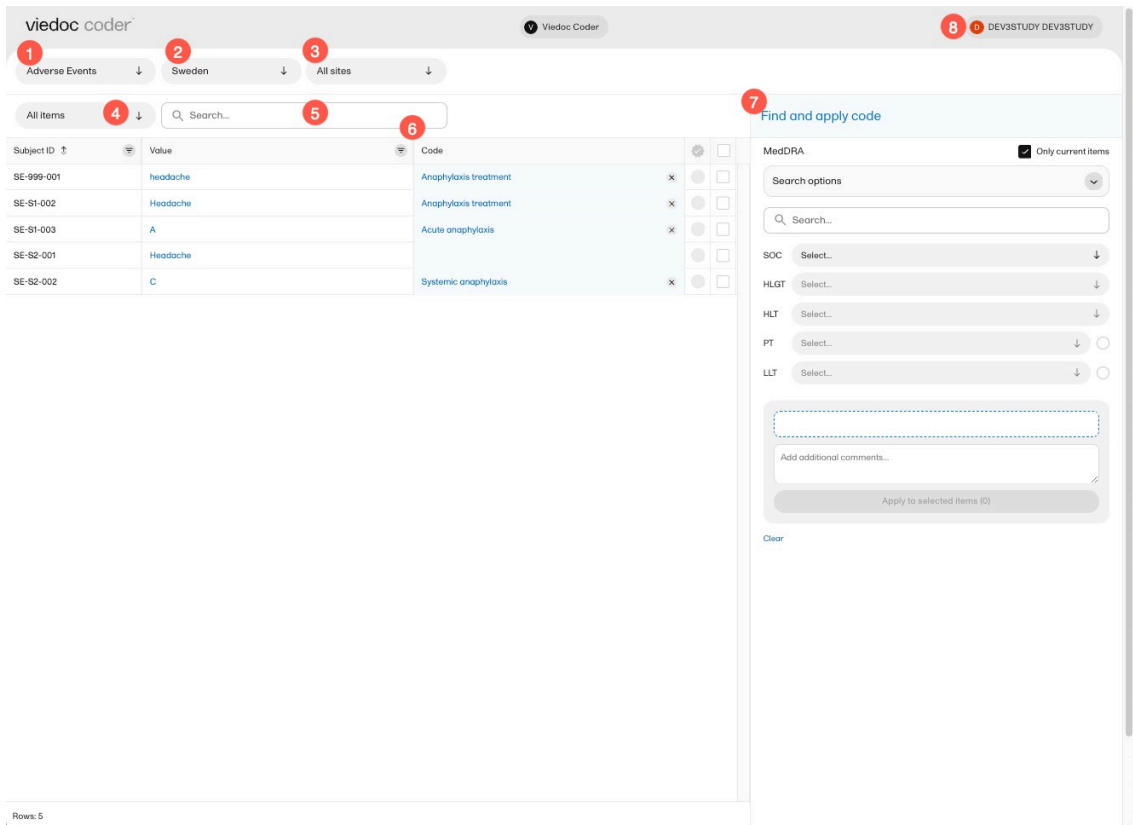 viedoc coder
V Viedoc Coder
8 D DEV3STUDY DEV3STUDY
1 2 3
Adverse Events Sweden All sites
All items 4 Search... 5
7 Find and apply code
6
Subject ID Value Code
SE-999-001 headache Anaphylaxis treatment
SE-S1-002 Headache Anaphylaxis treatment
SE-S1-003 A Acute anaphylaxis
SE-S2-001 Headache
SE-S2-002 C Systemic anaphylaxis
Rows: 5
MedDRA Only current items
Search options
Search...
SOC Select...
HLGT Select...
HLT Select...
PT Select...
LLT Select...
Add additional comments...
Apply to selected items (0)
Clear